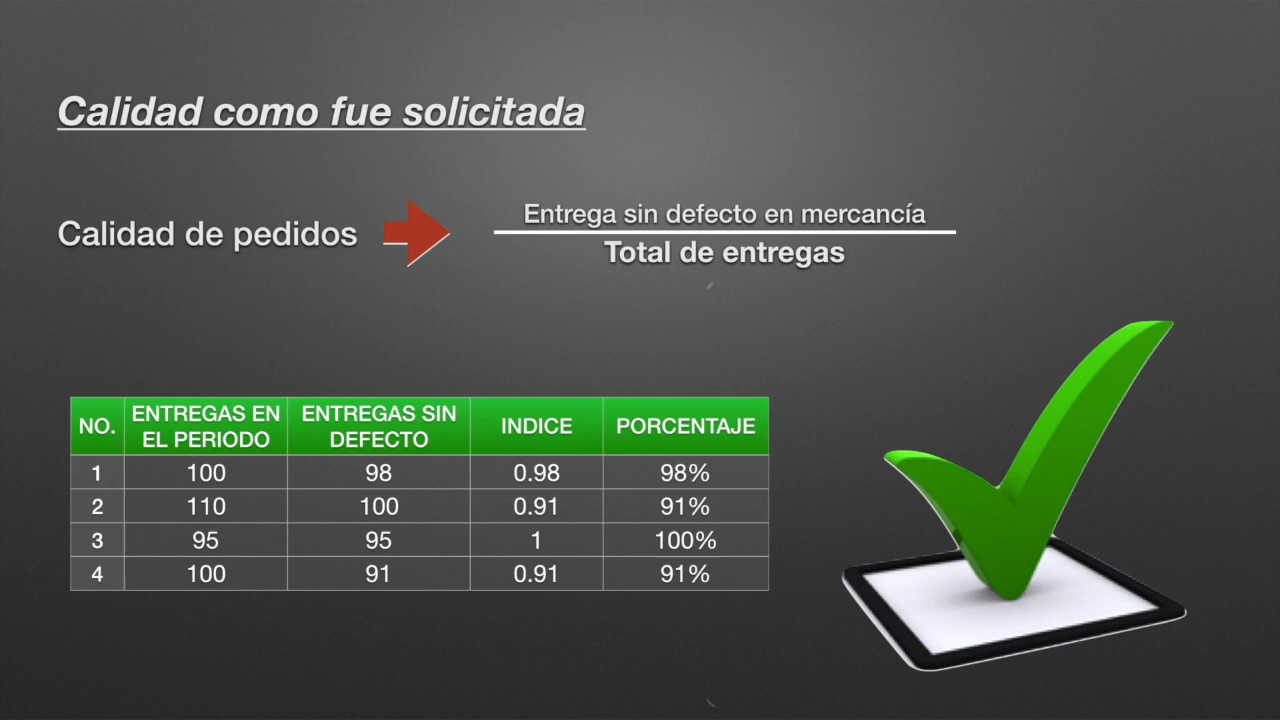 Calidad como fue solicitada
Calidad de pedidos
Entrega sin defecto en mercancía
Total de entregas
NO. ENTREGAS EN EL PERIODO ENTREGAS SIN DEFECTO INDICE PORCENTAJE
1 100 98 0.98 98%
2 110 100 0.91 91%
3 95 95 1 100%
4 100 91 0.91 91%